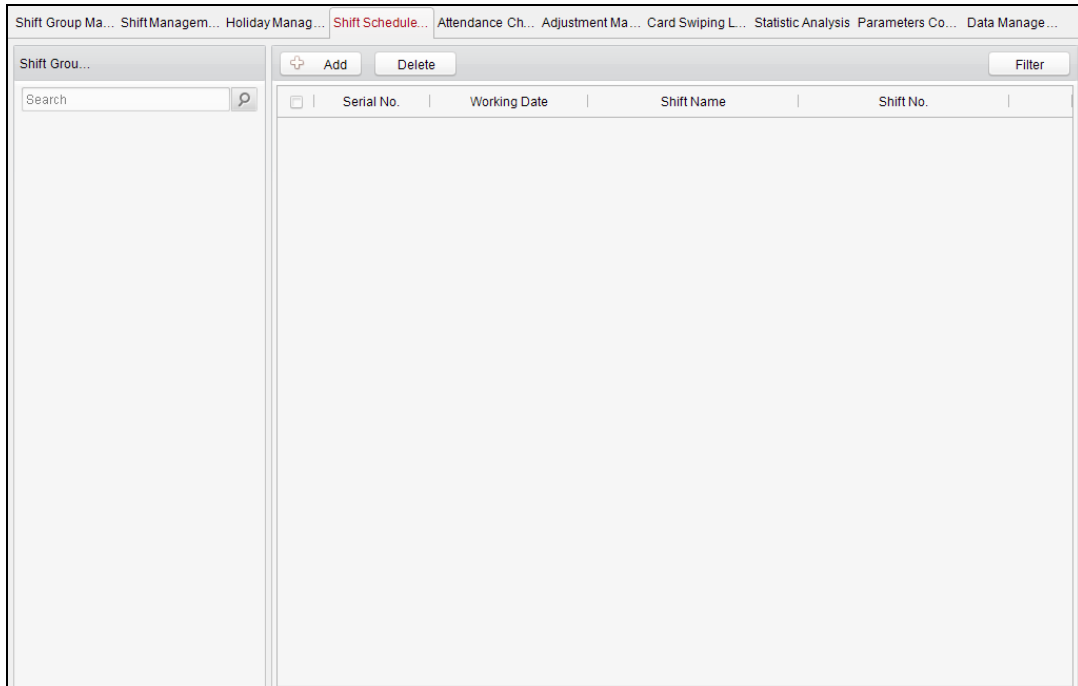 Shift Group Ma... Shift Managem... Holiday Manag... Shift Schedule... Attendance Ch... Adjustment Ma... Card Swiping L... Statistic Analysis Parameters Co... Data Manage...
Shift Grou... Add Delete Filter
Search Serial No. Working Date Shift Name Shift No.